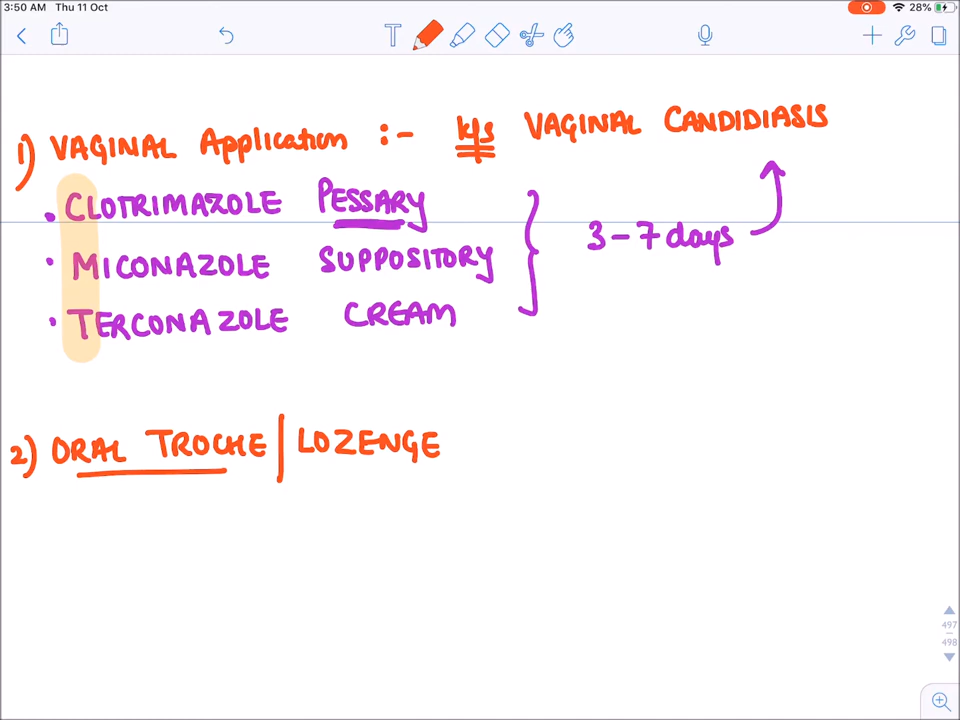 3:50 AM Thu 11 Oct 28%
T
1) VAGINAL Application :- k/s VAGINAL CANDIDIASIS
• CLOTRIMAZOLE PESSARY
• MICONAZOLE SUPPOSITORY
3-7 days
• TERCONAZOLE CREAM
2) ORAL TROCHE | LOZENGE
497
498